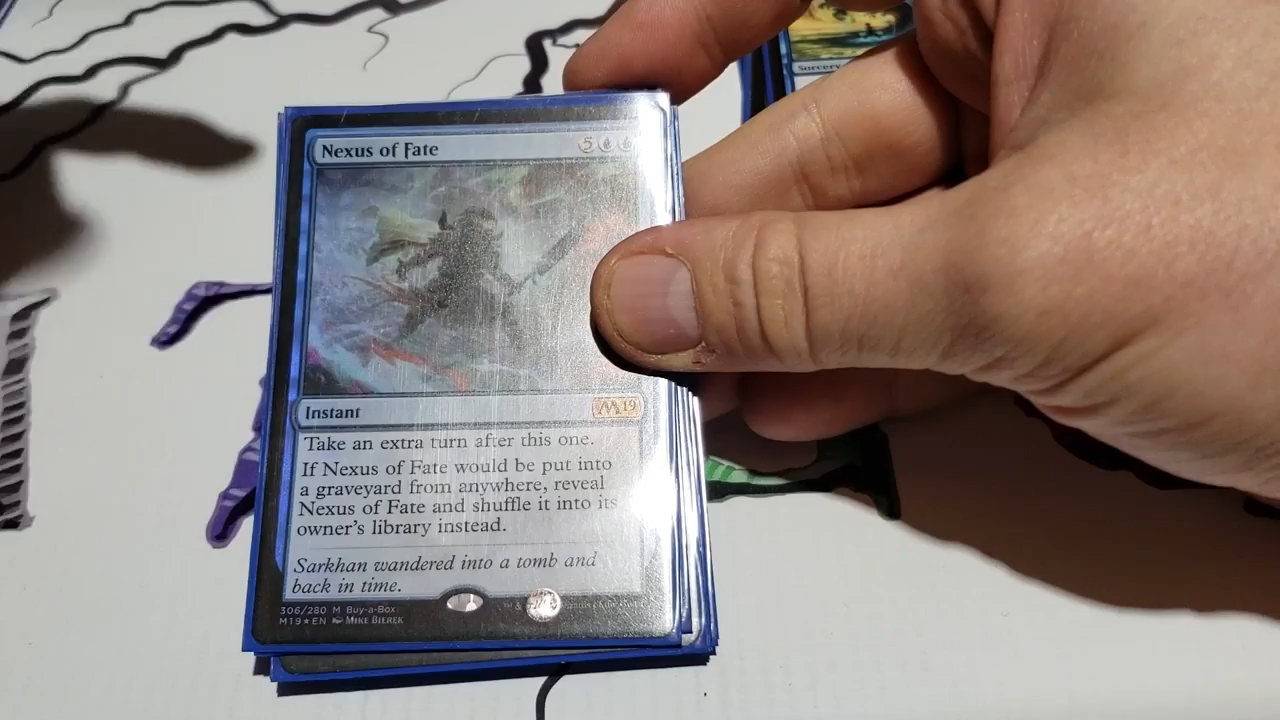 Sorcery
Nexus of Fate
5
Instant
M19
Take an extra turn after this one.
If Nexus of Fate would be put into
a graveyard from anywhere, reveal
Nexus of Fate and shuffle it into its
owner's library instead.
Sarkhan wandered into a tomb and
back in time.
306/280 M Buy-a-Box
M19★EN Mike Bierek